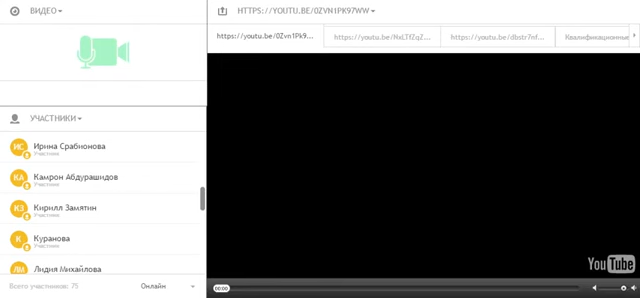 ВИДЕО
HTTPS://YOUTU.BE/0ZVN1PK97WW
https://youtu.be/0Zvn1Pk9...
https://youtu.be/NxLTfZqZ...
https://youtu.be/dbstr7nf...
Квалификационные
УЧАСТНИКИ
ИС
Ирина Срабионова
Участник
КА
Камрон Абдурашидов
Участник
КЗ
Кирилл Замятин
Участник
К
Куранова
Участник
ЛМ
Лидия Михайлова
Всего участников: 75
Онлайн
00:00
YouTube